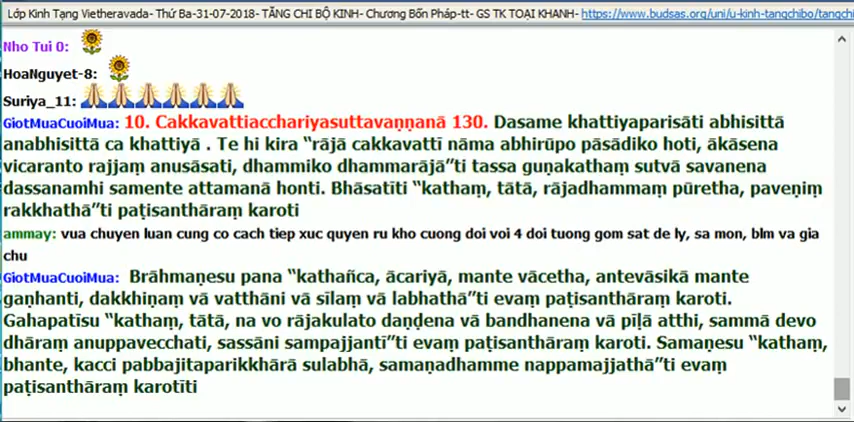 Lớp Kinh Tạng Vietheravada- Thứ Ba-31-07-2018- TĂNG CHI BỘ KINH- Chương Bốn Pháp-tt- GS TK TOẠI KHANH- https://www.budsas.org/uni/u-kinh-tangchibo/tangchi
Nho Tui 0:
HoaNguyet-8:
Suriya_11:
GiotMuaCuoiMua: 10. Cakkavattiacchariyasuttavaṇṇanā 130. Dasame khattiyaparisāti abhisittā
anabhisittā ca khattiyā . Te hi kira “rājā cakkavattī nāma abhirūpo pāsādiko hoti, ākāsena
vicaranto rajjaṃ anusāsati, dhammiko dhammarājā”ti tassa guṇakathaṃ sutvā savanena
dassanamhi samente attamanā honti. Bhāsatīti “kathaṃ, tātā, rājadhammaṃ pūretha, paveṇiṃ
rakkhathā”ti paṭisanthāraṃ karoti
ammay: vua chuyen luan cung co cach tiep xuc quyen ru kho cuong doi voi 4 doi tuong gom sat de ly, sa mon, blm va gia
chu
GiotMuaCuoiMua: Brāhmaṇesu pana “kathañca, ācariyā, mante vācetha, antevāsikā mante
gaṇhanti, dakkhiṇaṃ vā vatthāni vā sīlaṃ vā labhathā”ti evaṃ paṭisanthāraṃ karoti.
Gahapatīsu “kathaṃ, tātā, na vo rājakulato daṇḍena vā bandhanena vā pīḷā atthi, sammā devo
dhāraṃ anuppavecchati, sassāni sampajjantī”ti evaṃ paṭisanthāraṃ karoti. Samaṇesu “kathaṃ,
bhante, kacci pabbajitaparikkhārā sulabhā, samaṇadhamme nappamajjathā”ti evaṃ
paṭisanthāraṃ karotīti